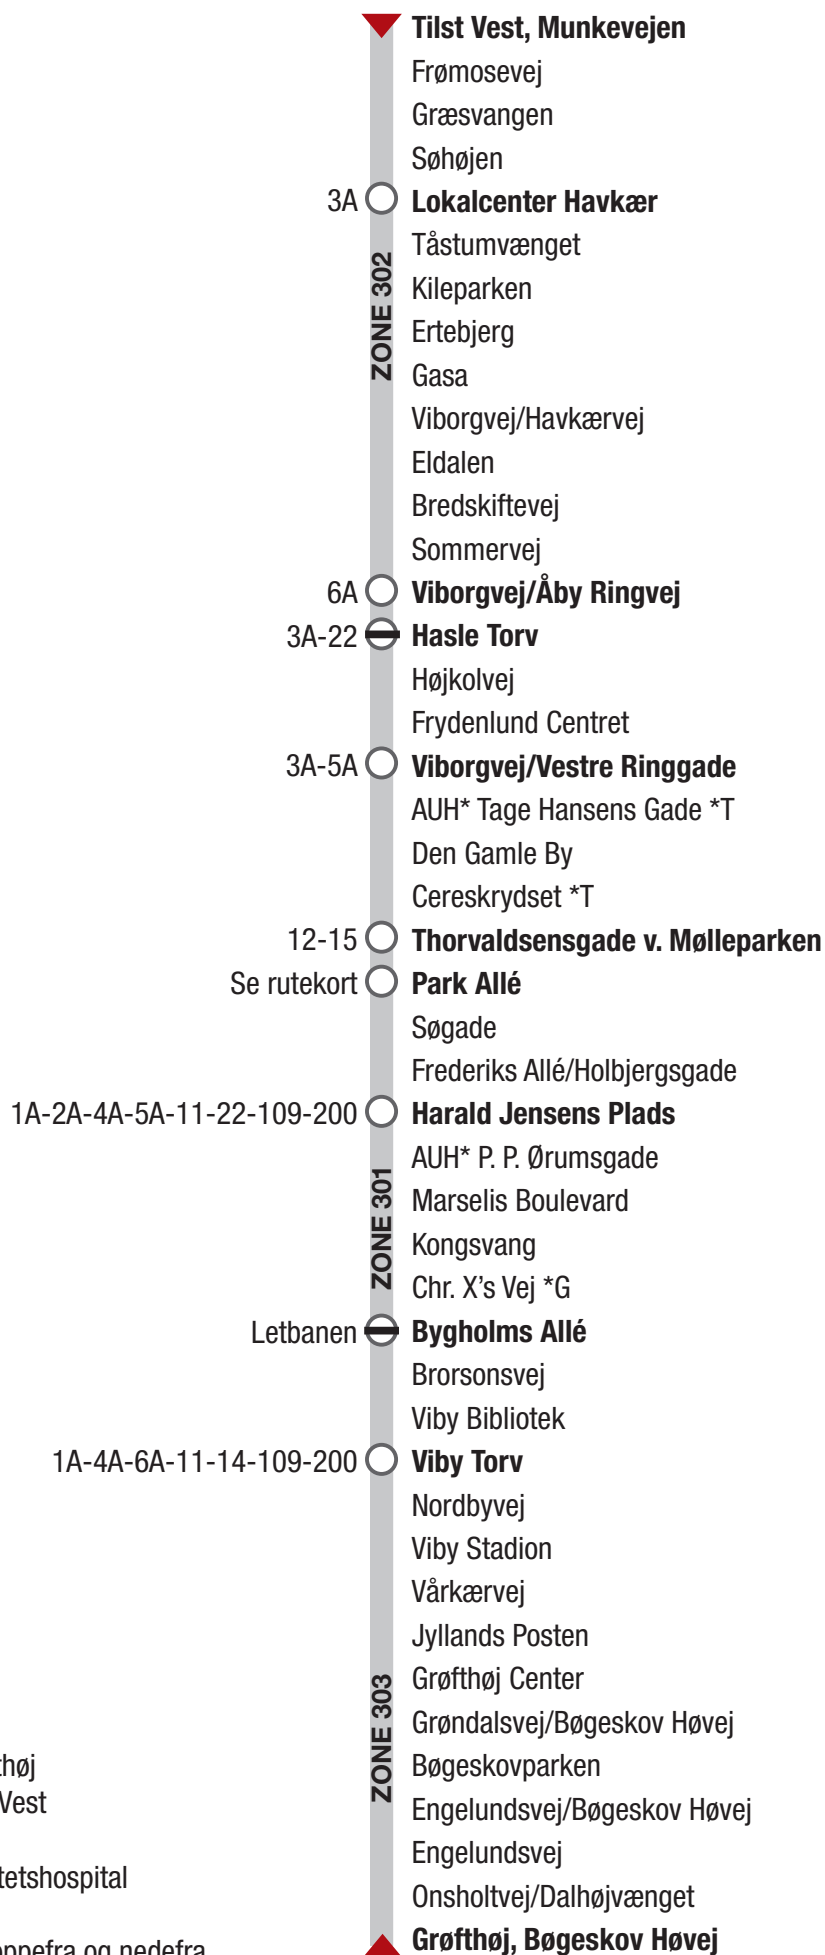 Tilst Vest, Munkevejen
Frømosevej
Græsvangen
Søhøjen
3A Lokalcenter Havkær
Tåstumvænget
ZONE 302
Kileparken
Ertebjerg
Gasa
Viborgvej/Havkærvej
Eldalen
Bredskiftevej
Sommervej
6A Viborgvej/Åby Ringvej
3A-22 Hasle Torv
Højkolvej
Frydenlund Centret
3A-5A Viborgvej/Vestre Ringgade
AUH* Tage Hansens Gade *T
Den Gamle By
Cereskrydset *T
12-15 Thorvaldsensgade v. Mølleparken
Se rutekort Park Allé
Søgade
Frederiks Allé/Holbjergsgade
1A-2A-4A-5A-11-22-109-200 Harald Jensens Plads
AUH* P. P. Ørumsgade
ZONE 301
Marselis Boulevard
Kongsvang
Chr. X's Vej *G
Letbanen Bygholms Allé
Brorsonsvej
Viby Bibliotek
1A-4A-6A-11-14-109-200 Viby Torv
Nordbyvej
Viby Stadion
Vårkærvej
Jyllands Posten
Grøfthøj Center
ZONE 303
Grøndalsvej/Bøgeskov Høvej
thøj Bøgeskovparken
Vest Engelundsvej/Bøgeskov Høvej
Engelundsvej
tetshospital Onsholtvej/Dalhøjvænget
Grøfthøj, Bøgeskov Høvej
oppefra og nedefra